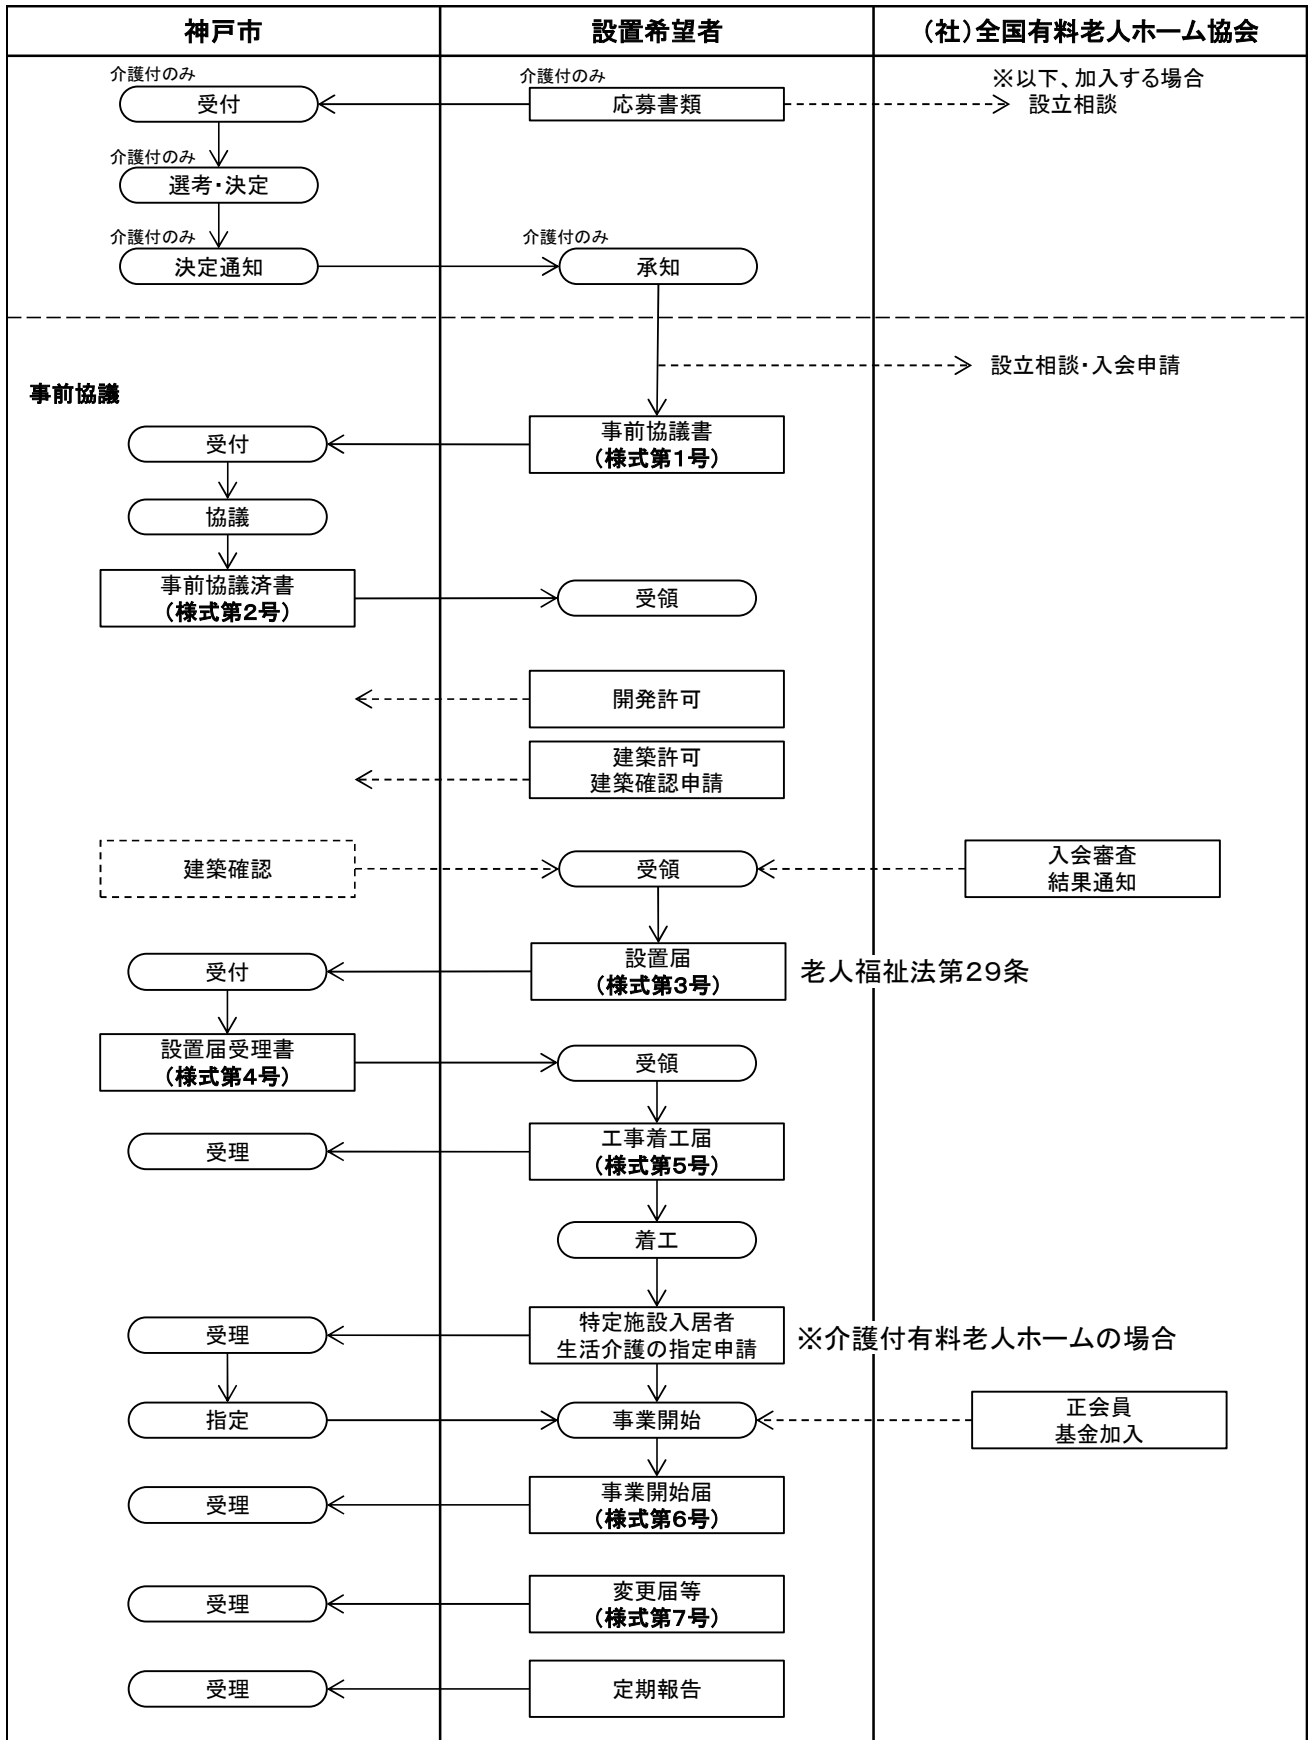 神戸市
設置希望者
(社)全国有料老人ホーム協会
介護付のみ
受付
介護付のみ
応募書類
※以下、加入する場合
設立相談
介護付のみ
選考・決定
介護付のみ
決定通知
介護付のみ
承知
設立相談・入会申請
事前協議
受付
事前協議書
(様式第1号)
協議
事前協議済書
(様式第2号)
受領
開発許可
建築許可
建築確認申請
建築確認
受領
入会審査
結果通知
受付
設置届
(様式第3号)
老人福祉法第29条
設置届受理書
(様式第4号)
受領
受理
工事着工届
(様式第5号)
着工
受理
特定施設入居者
生活介護の指定申請
※介護付有料老人ホームの場合
指定
事業開始
正会員
基金加入
受理
事業開始届
(様式第6号)
受理
変更届等
(様式第7号)
受理
定期報告